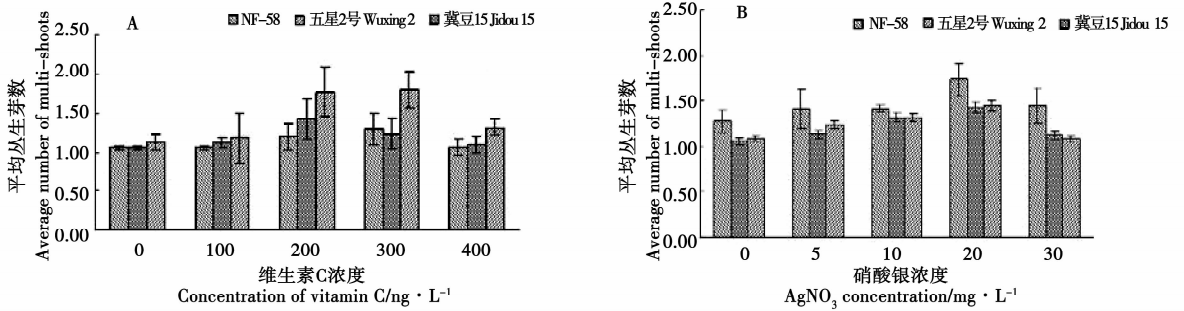 A
NF-58 五星2号 Wuxing 2 冀豆15 Jidou 15
平均丛生芽数
Average number of multi-shoots
2.50
2.00
1.50
1.00
0.50
0.00
0 100 200 300 400
维生素C浓度
Concentration of vitamin C/ng·L⁻¹
B
NF-58 五星2号 Wuxing 2 冀豆15 Jidou 15
平均丛生芽数
Average number of multi-shoots
2.50
2.00
1.50
1.00
0.50
0.00
0 5 10 20 30
硝酸银浓度
AgNO₃ concentration/mg·L⁻¹